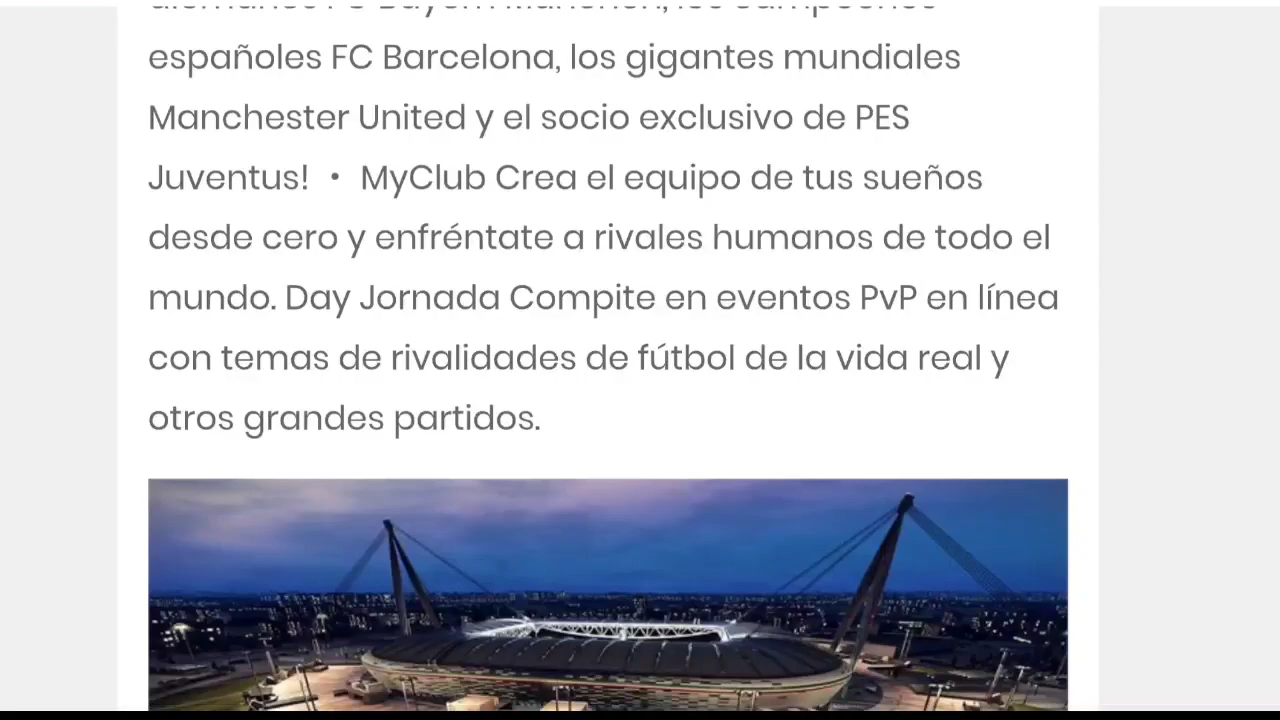 españoles FC Barcelona, los gigantes mundiales
Manchester United y el socio exclusivo de PES
Juventus! • MyClub Crea el equipo de tus sueños
desde cero y enfréntate a rivales humanos de todo el
mundo. Day Jornada Compite en eventos PvP en línea
con temas de rivalidades de fútbol de la vida real y
otros grandes partidos.